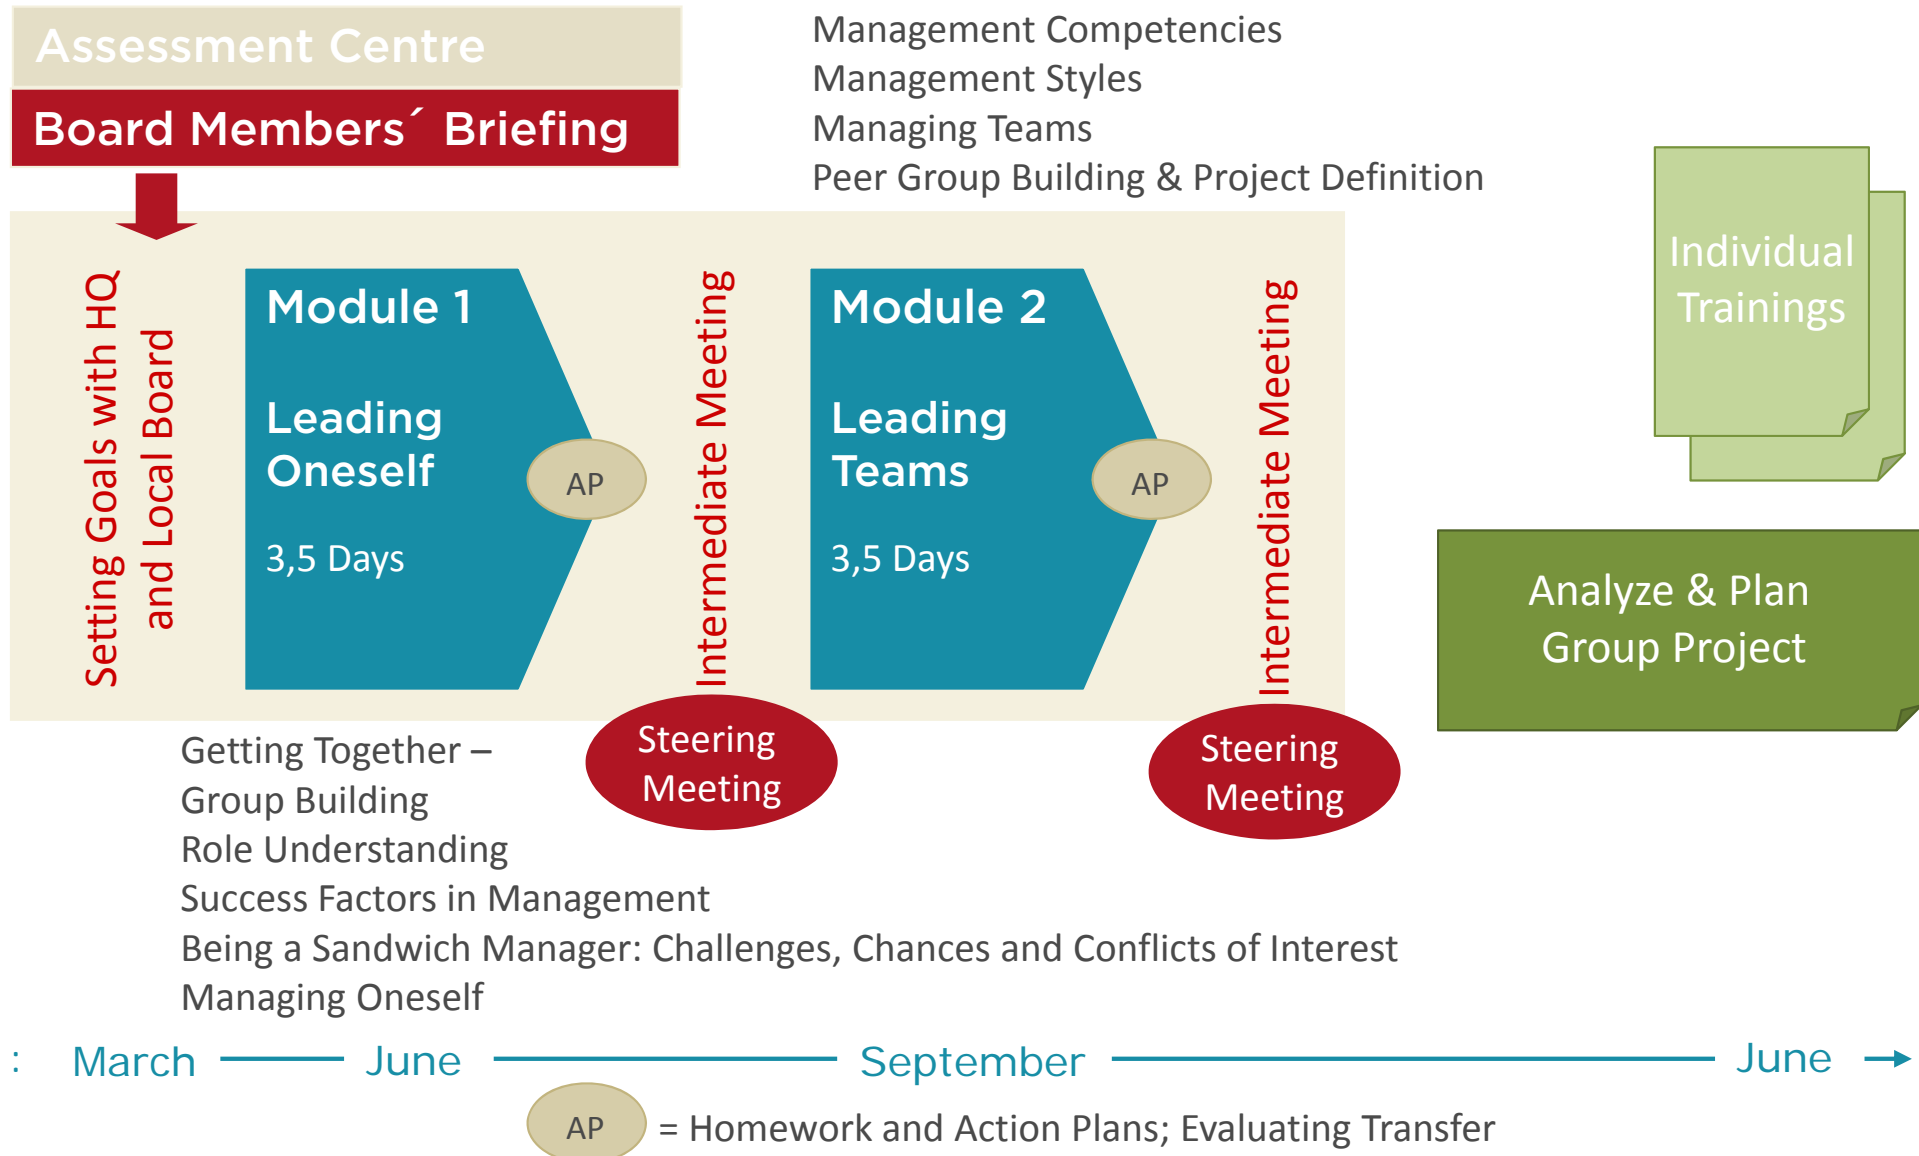 Assessment Centre
Board Members´ Briefing
Management Competencies
Management Styles
Managing Teams
Peer Group Building & Project Definition
Setting Goals with HQ
and Local Board
Module 1
Leading
Oneself
3,5 Days
AP
Intermediate Meeting
Steering
Meeting
Module 2
Leading
Teams
3,5 Days
AP
Intermediate Meeting
Steering
Meeting
Individual
Trainings
Analyze & Plan
Group Project
Getting Together –
Group Building
Role Understanding
Success Factors in Management
Being a Sandwich Manager: Challenges, Chances and Conflicts of Interest
Managing Oneself
: March June September June
AP = Homework and Action Plans; Evaluating Transfer